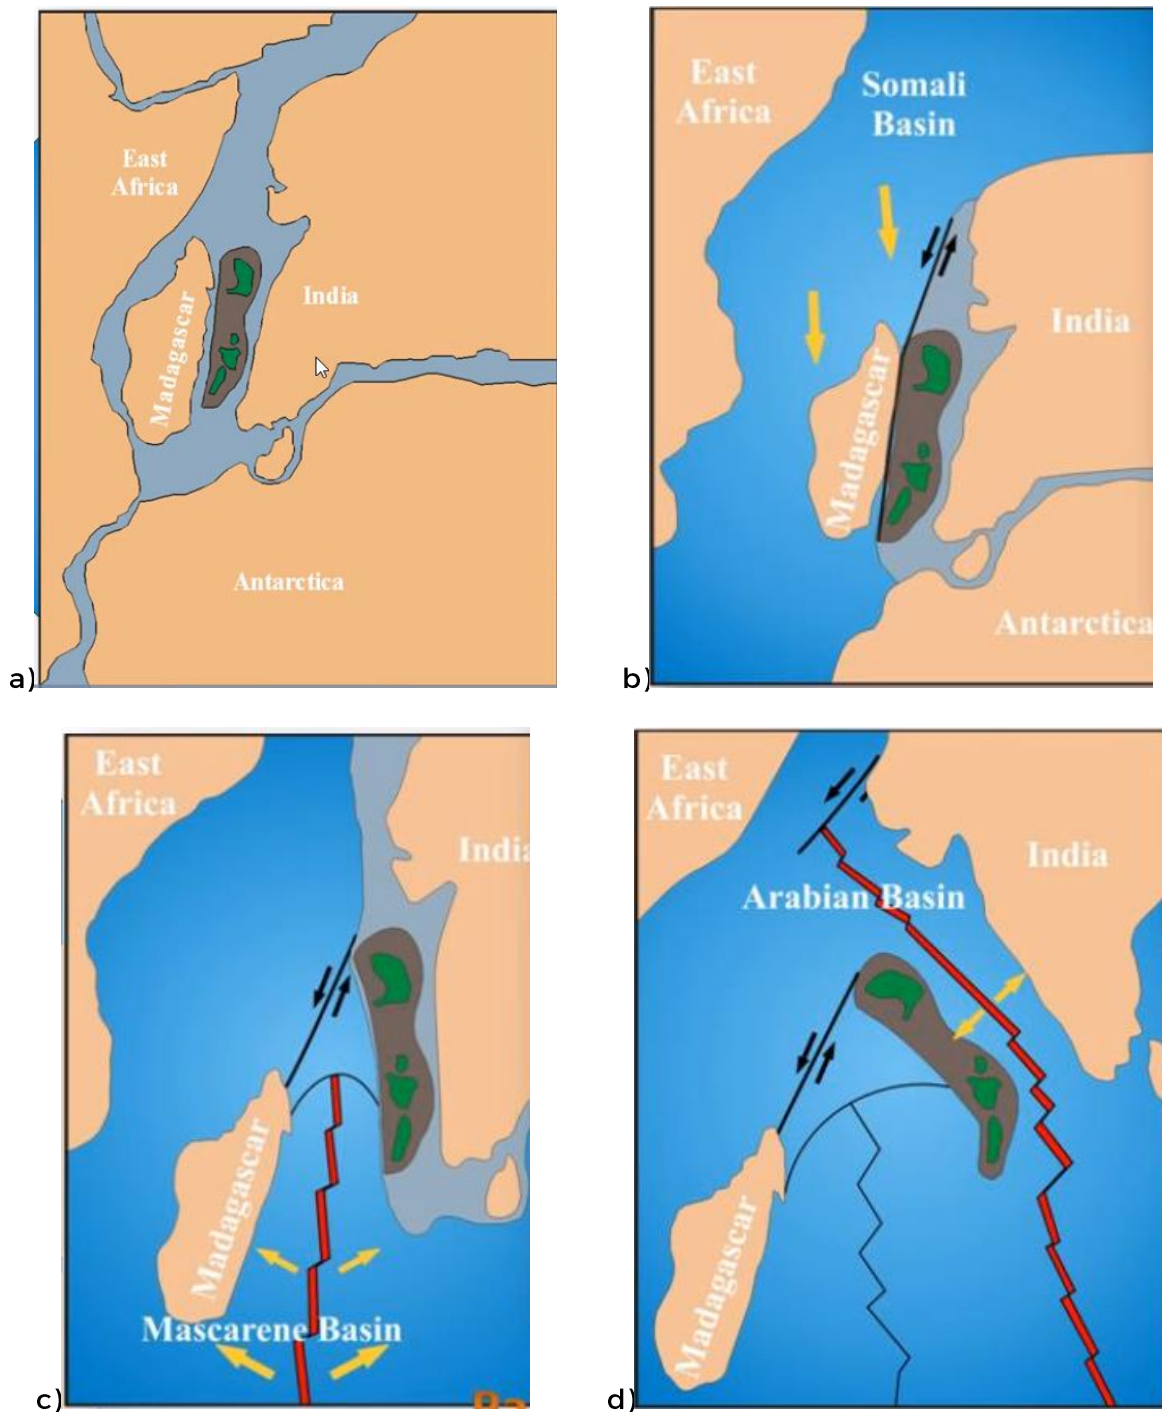 East
Africa
Madagascar
India
Antarctica
a)
East
Africa
Somali
Basin
India
Madagascar
Antarctica
b)
East
Africa
India
Madagascar
Mascarene Basin
c)
East
Africa
India
Arabian Basin
Madagascar
d)